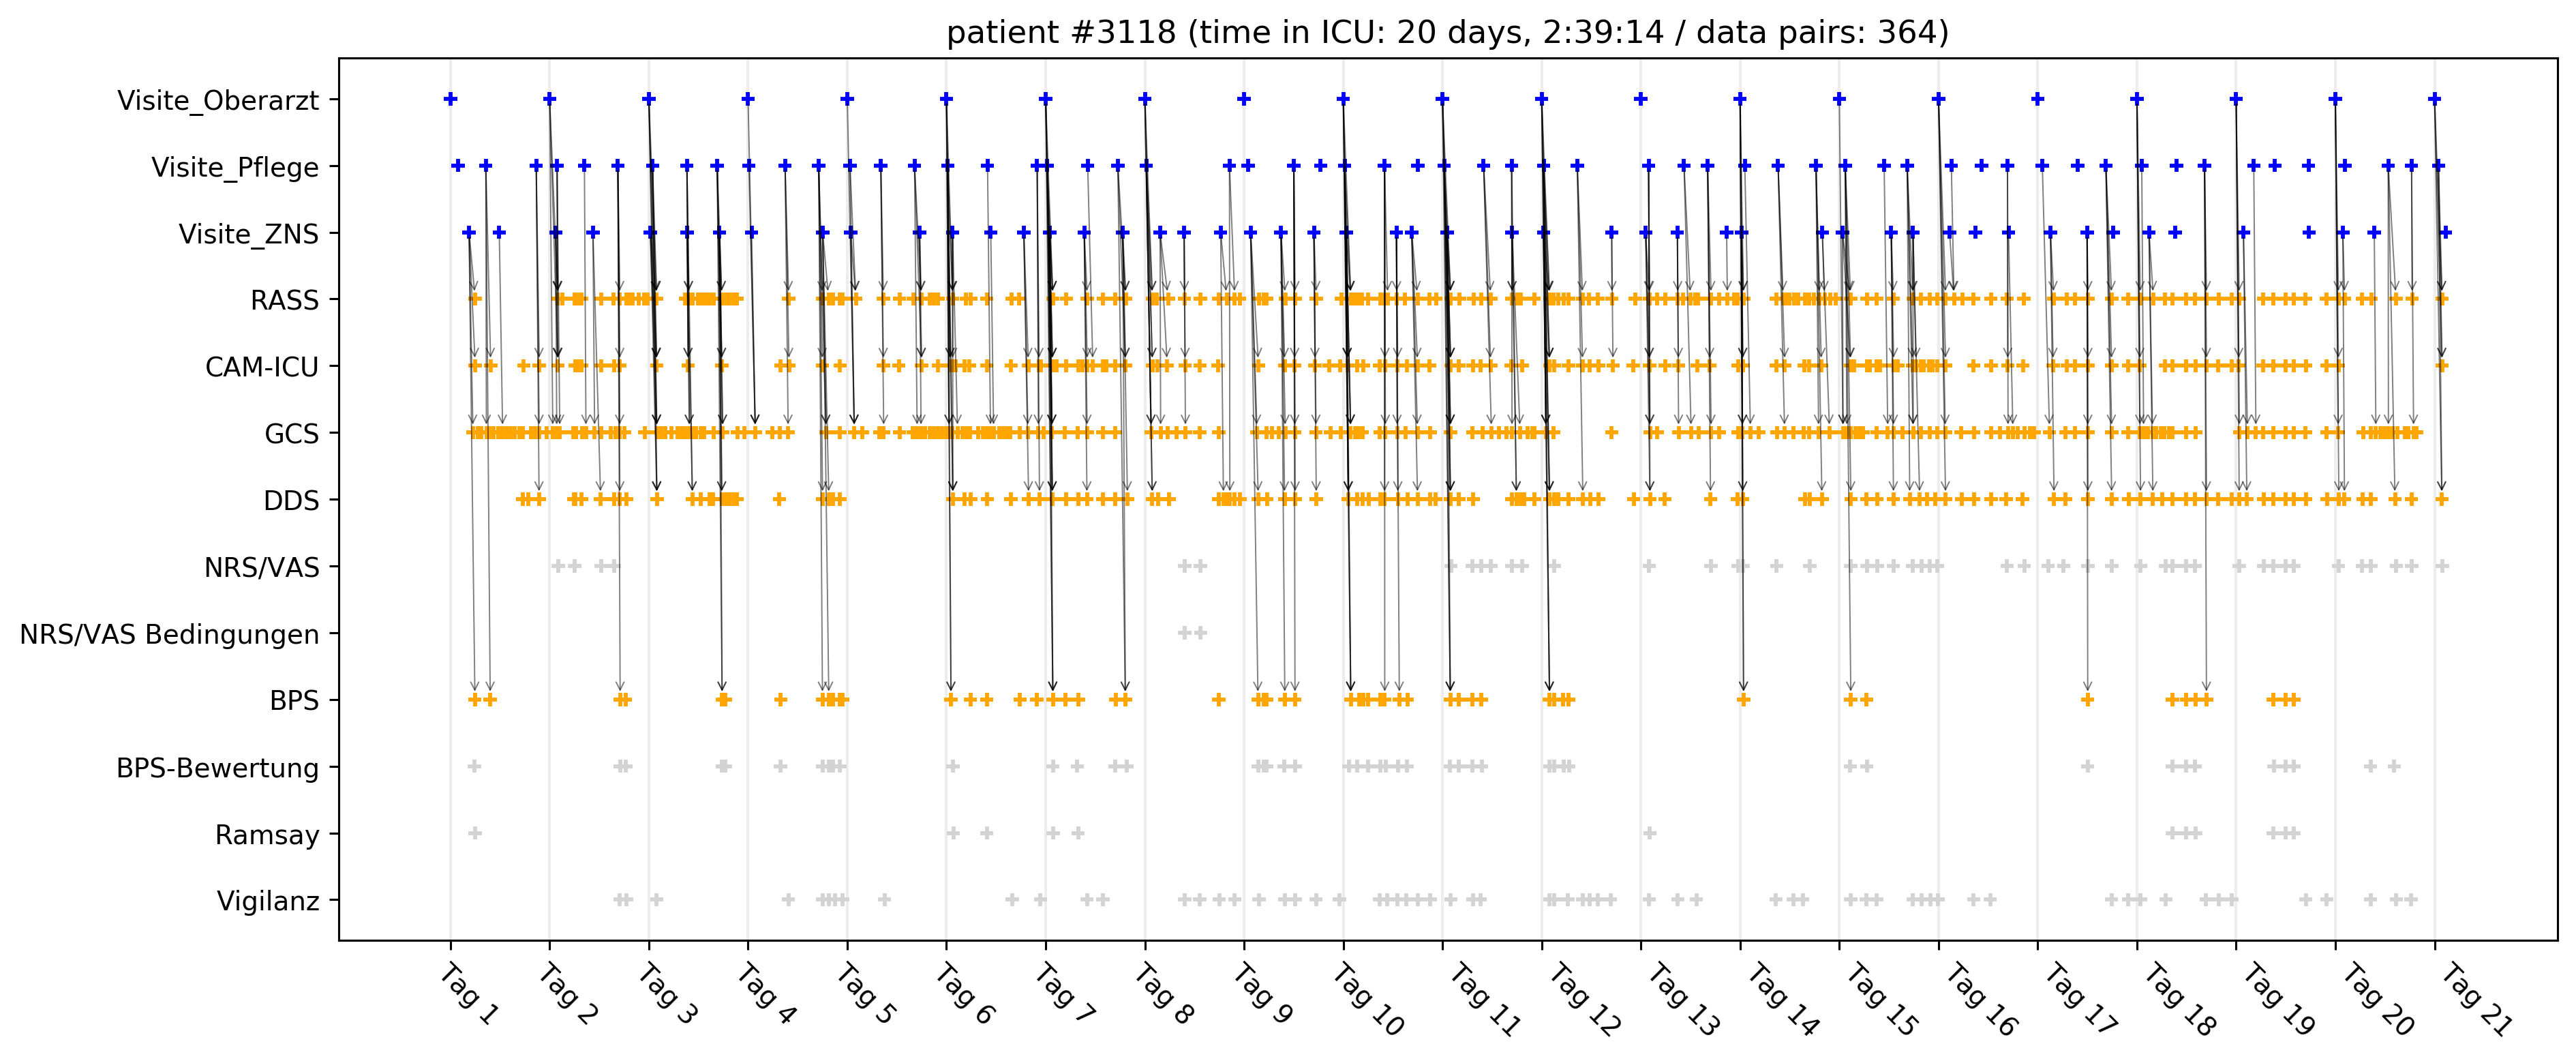 patient #3118 (time in ICU: 20 days, 2:39:14 / data pairs: 364)
Visite_Oberarzt
Visite_Pflege
Visite_ZNS
RASS
CAM-ICU
GCS
DDS
NRS/VAS
NRS/VAS Bedingungen
BPS
BPS-Bewertung
Ramsay
Vigilanz
Tag 1
Tag 2
Tag 3
Tag 4
Tag 5
Tag 6
Tag 7
Tag 8
Tag 9
Tag 10
Tag 11
Tag 12
Tag 13
Tag 14
Tag 15
Tag 16
Tag 17
Tag 18
Tag 19
Tag 20
Tag 21